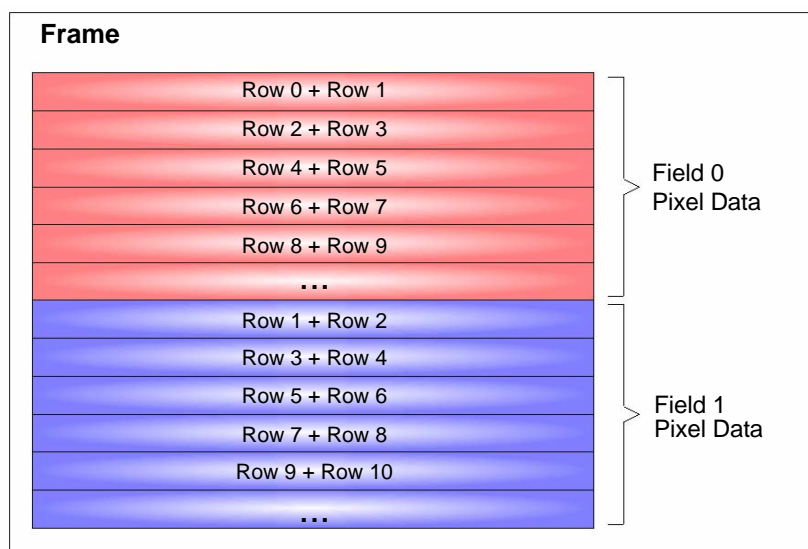 Frame
Row 0 + Row 1
Row 2 + Row 3
Row 4 + Row 5
Row 6 + Row 7
Row 8 + Row 9
...
Field 0
Pixel Data
Row 1 + Row 2
Row 3 + Row 4
Row 5 + Row 6
Row 7 + Row 8
Row 9 + Row 10
...
Field 1
Pixel Data